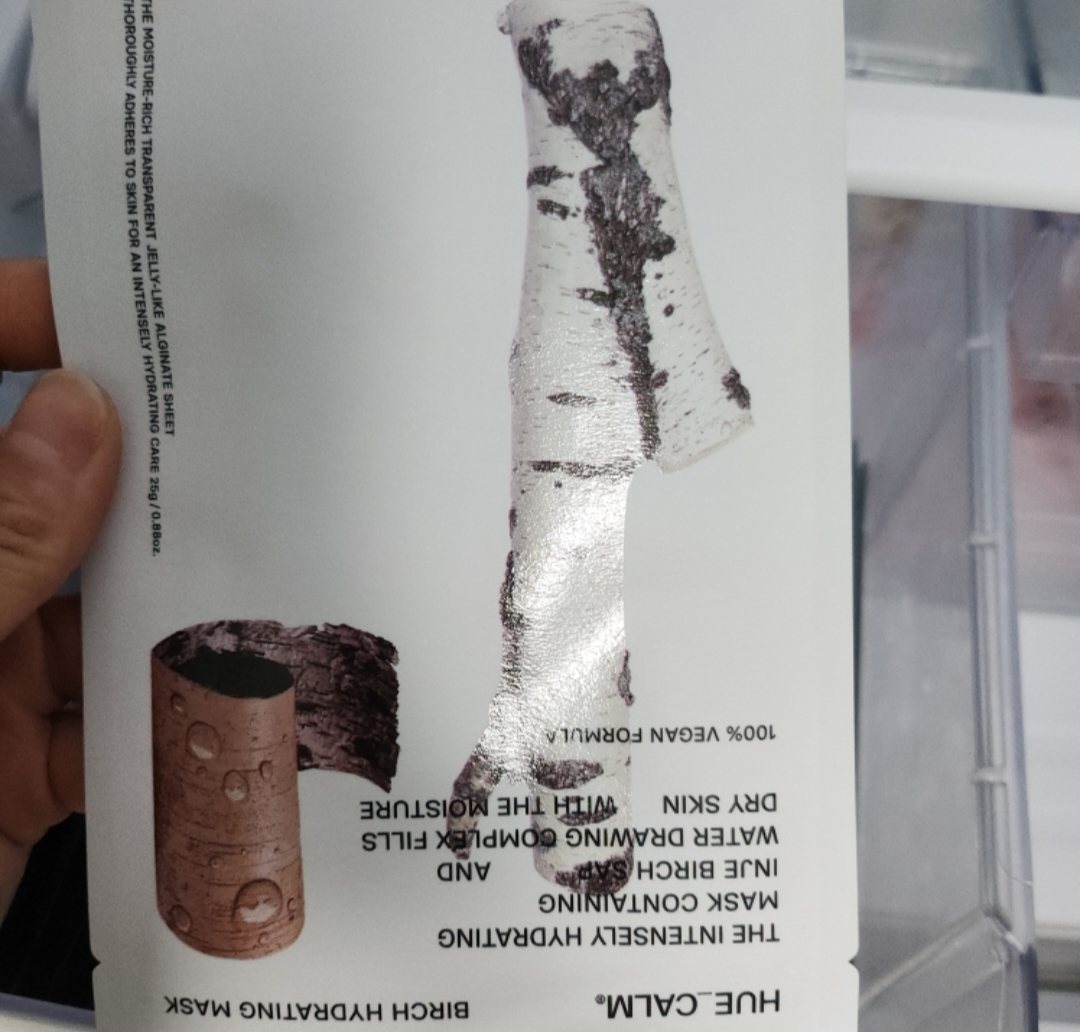 HUE_CALM® BIRCH HYDRATING MASK
THE INTENSELY HYDRATING
MASK CONTAINING
INJE BIRCH SAP AND
WATER DRAWING COMPLEX FILLS
DRY SKIN WITH THE MOISTURE
100% VEGAN FORMULA
THE MOISTURE-RICH TRANSPARENT JELLY-LIKE ALGINATE SHEET
THOROUGHLY ADHERES TO SKIN FOR AN INTENSELY HYDRATING CARE 25g / 0.88oz.